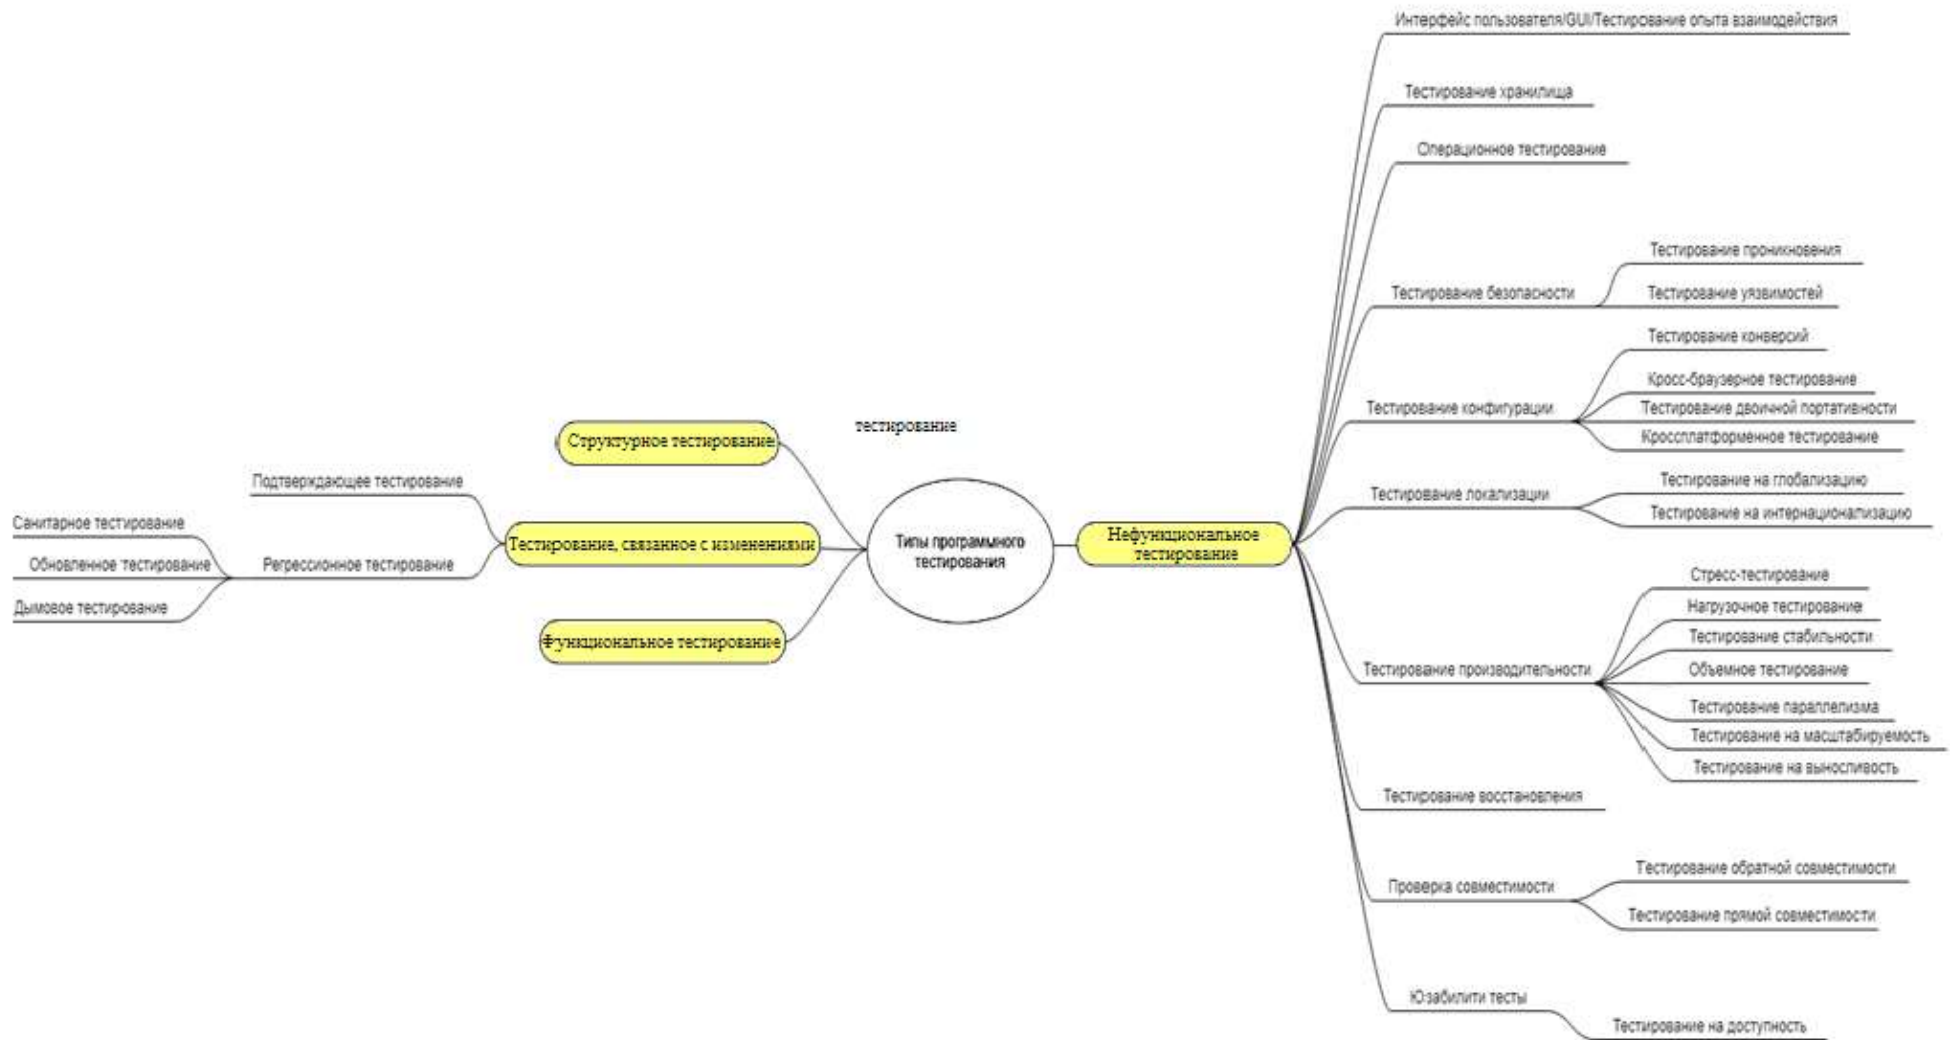 Интерфейс пользователя/GUI/Тестирование опыта взаимодействия
Тестирование хранилища
Операционное тестирование
Тестирование проникновения
Тестирование безопасности
Тестирование уязвимостей
Тестирование конверсий
Кросс-браузерное тестирование
Тестирование конфигурации
Тестирование двоичной портативности
Кроссплатформенное тестирование
тестирование
Структурное тестирование
Подтверждающее тестирование
Тестирование на глобализацию
Тестирование локализации
Тестирование на интернационализацию
Санитарное тестирование
Тестирование, связанное с изменениями
Типы программного
тестирования
Нефункциональное
тестирование
Обновленное тестирование
Регрессионное тестирование
Дымовое тестирование
Функциональное тестирование
Стресс-тестирование
Нагрузочное тестирование
Тестирование стабильности
Тестирование производительности
Объемное тестирование
Тестирование параллелизма
Тестирование на масштабируемость
Тестирование на выносливость
Тестирование восстановления
Тестирование обратной совместимости
Проверка совместимости
Тестирование прямой совместимости
Юзабилити тесты
Тестирование на доступность